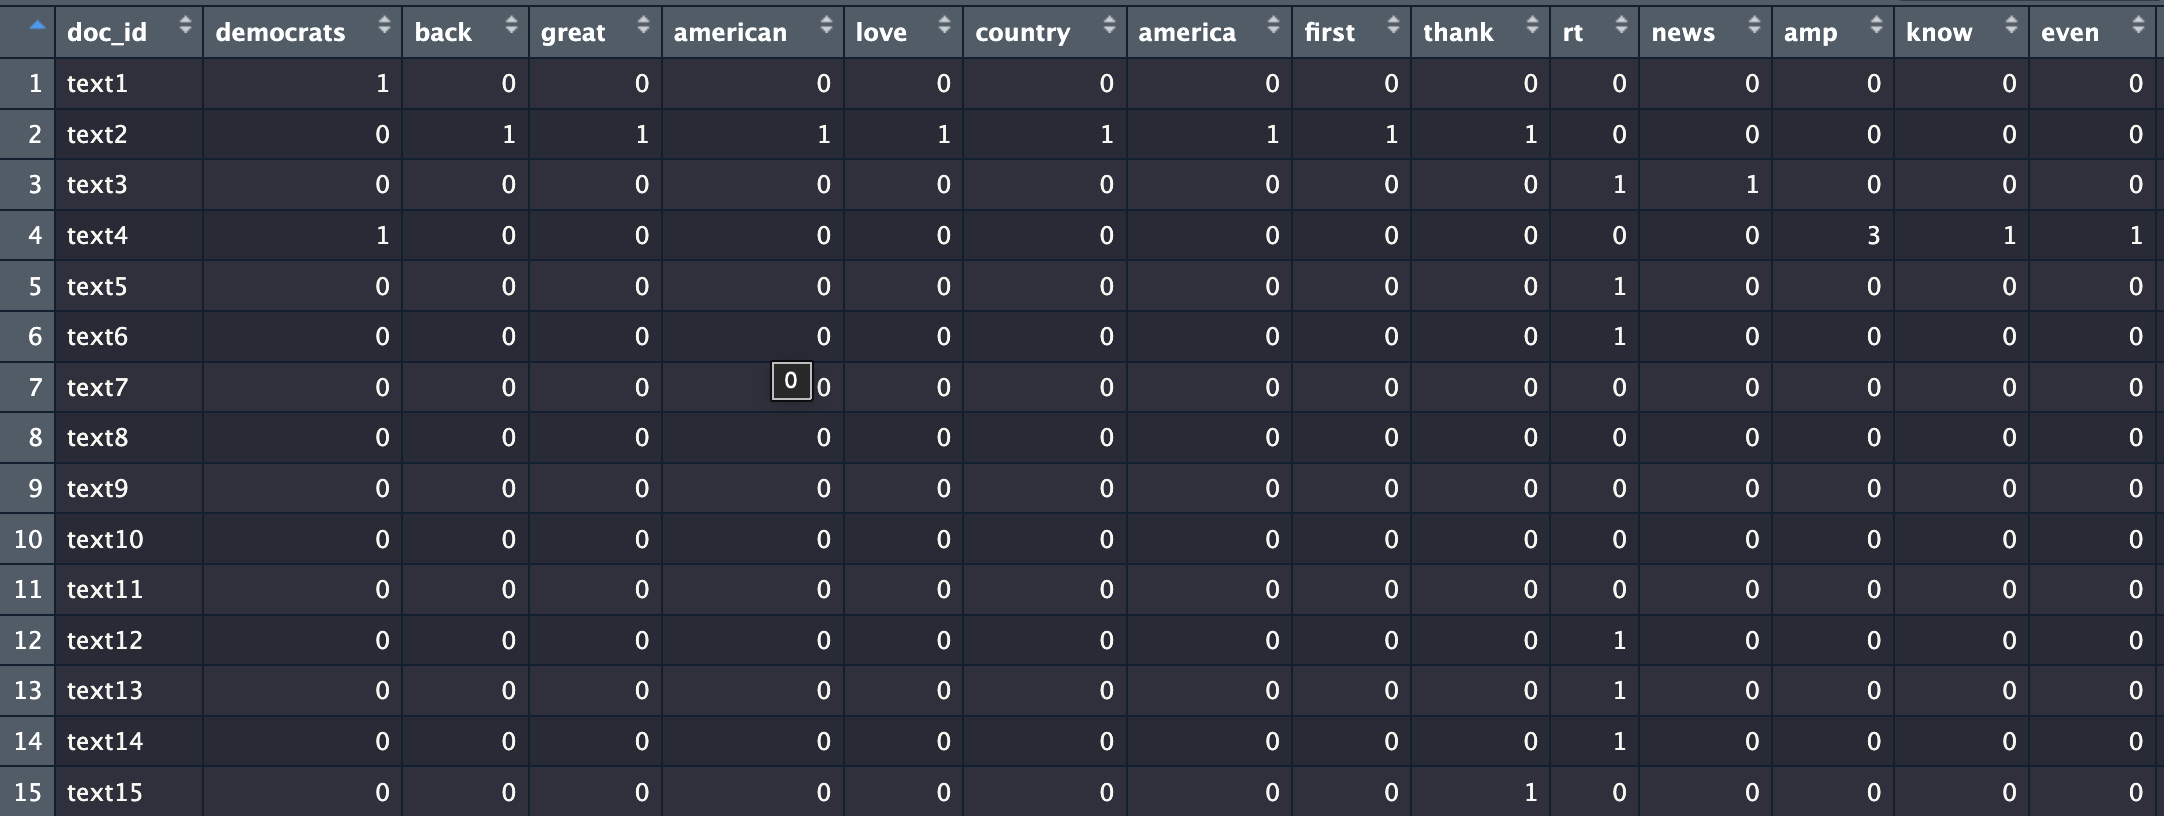 doc_id democrats back great american love country america first thank rt news amp know even
1 text1 1 0 0 0 0 0 0 0 0 0 0 0 0 0
2 text2 0 1 1 1 1 1 1 1 1 0 0 0 0 0
3 text3 0 0 0 0 0 0 0 0 0 1 1 0 0 0
4 text4 1 0 0 0 0 0 0 0 0 0 0 3 1 1
5 text5 0 0 0 0 0 0 0 0 0 1 0 0 0 0
6 text6 0 0 0 0 0 0 0 0 0 1 0 0 0 0
7 text7 0 0 0 0 0 0 0 0 0 0 0 0 0 0 0
8 text8 0 0 0 0 0 0 0 0 0 0 0 0 0 0
9 text9 0 0 0 0 0 0 0 0 0 0 0 0 0 0
10 text10 0 0 0 0 0 0 0 0 0 0 0 0 0 0
11 text11 0 0 0 0 0 0 0 0 0 0 0 0 0 0
12 text12 0 0 0 0 0 0 0 0 0 1 0 0 0 0
13 text13 0 0 0 0 0 0 0 0 0 1 0 0 0 0
14 text14 0 0 0 0 0 0 0 0 0 1 0 0 0 0
15 text15 0 0 0 0 0 0 0 0 1 0 0 0 0 0